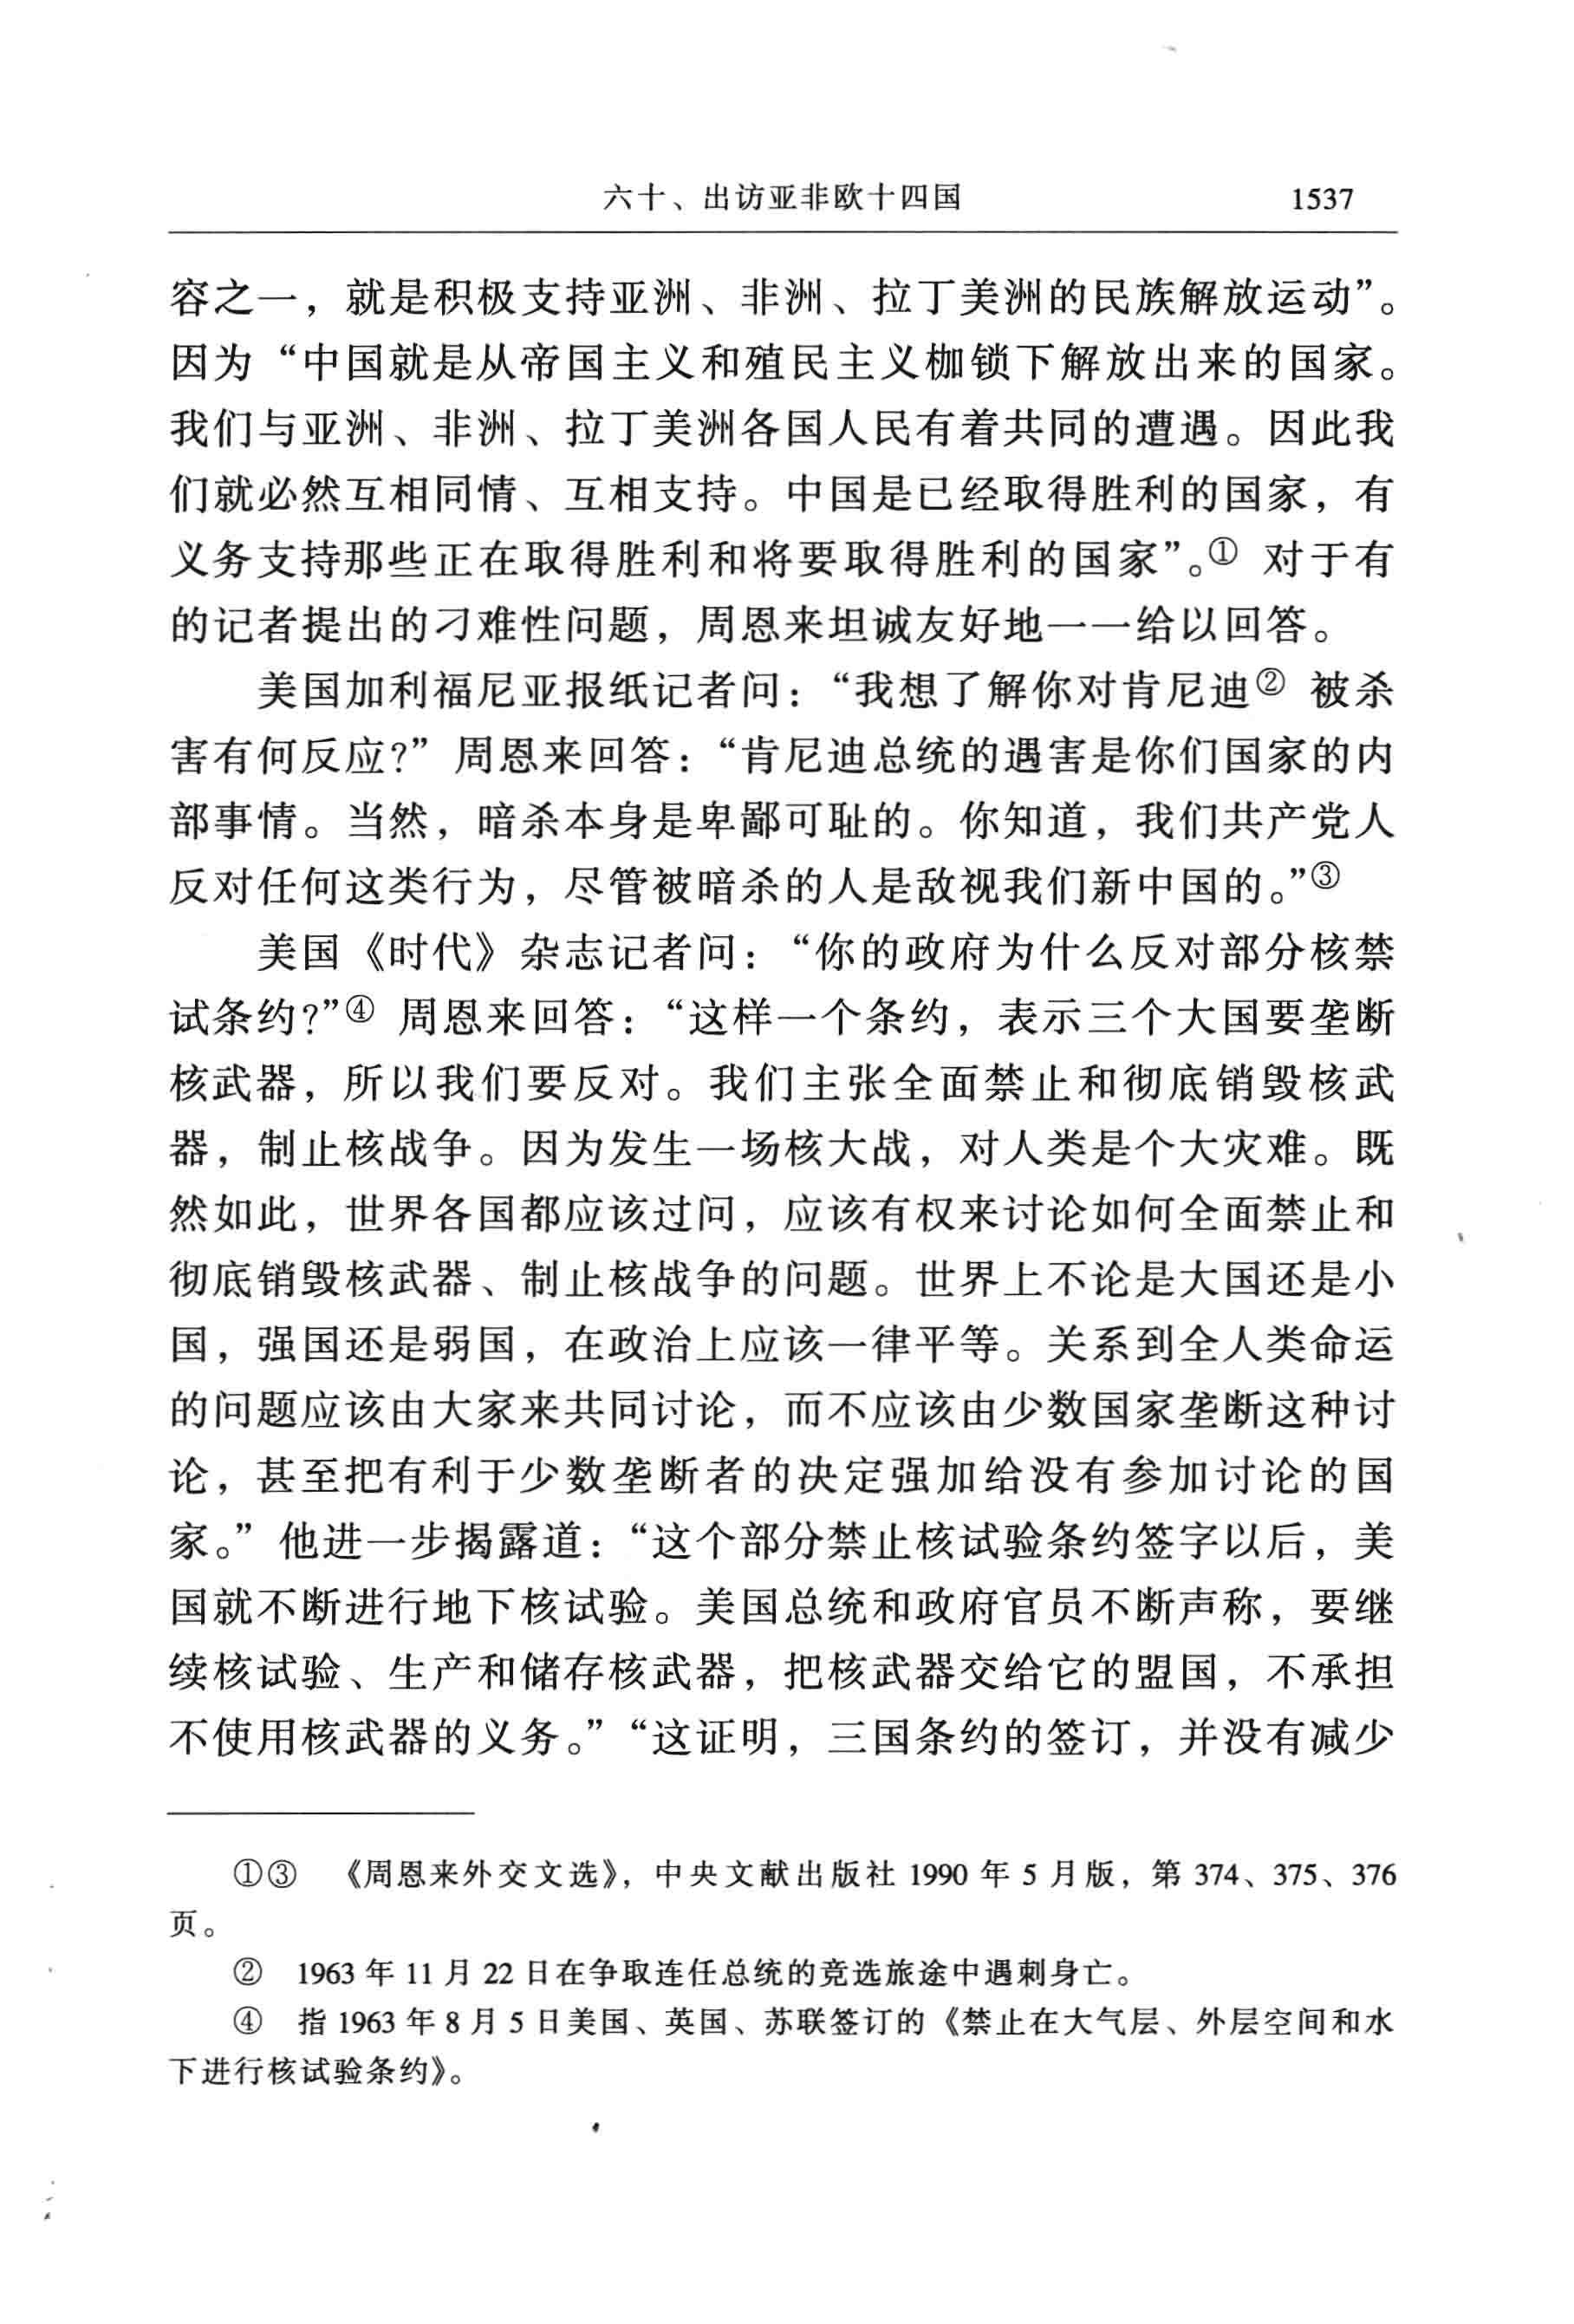 六十、出访亚非欧十四国 1537
容之一，就是积极支持亚洲、非洲、拉丁美洲的民族解放运动”。
因为“中国就是从帝国主义和殖民主义枷锁下解放出来的国家。
我们与亚洲、非洲、拉丁美洲各国人民有着共同的遭遇。因此我
们就必然互相同情、互相支持。中国是已经取得胜利的国家，有
义务支持那些正在取得胜利和将要取得胜利的国家”。① 对于有
的记者提出的刁难性问题，周恩来坦诚友好地一一给以回答。
美国加利福尼亚报纸记者问：“我想了解你对肯尼迪② 被杀
害有何反应?” 周恩来回答：“肯尼迪总统的遇害是你们国家的内
部事情。当然，暗杀本身是卑鄙可耻的。你知道，我们共产党人
反对任何这类行为，尽管被暗杀的人是敌视我们新中国的。”③
美国《时代》杂志记者问：“你的政府为什么反对部分核禁
试条约?”④ 周恩来回答：“这样一个条约，表示三个大国要垄断
核武器，所以我们要反对。我们主张全面禁止和彻底销毁核武
器，制止核战争。因为发生一场核大战，对人类是个大灾难。既
然如此，世界各国都应该过问，应该有权来讨论如何全面禁止和
彻底销毁核武器、制止核战争的问题。世界上不论是大国还是小
国，强国还是弱国，在政治上应该一律平等。关系到全人类命运
的问题应该由大家来共同讨论，而不应该由少数国家垄断这种讨
论，甚至把有利于少数垄断者的决定强加给没有参加讨论的国
家。” 他进一步揭露道：“这个部分禁止核试验条约签字以后，美
国就不断进行地下核试验。美国总统和政府官员不断声称，要继
续核试验、生产和储存核武器，把核武器交给它的盟国，不承担
不使用核武器的义务。”“这证明，三国条约的签订，并没有减少
①③ 《周恩来外交文选》，中央文献出版社 1990 年 5 月版，第 374、375、376
页。
② 1963 年 11 月 22 日在争取连任总统的竞选旅途中遇刺身亡。
④ 指 1963 年 8 月 5 日美国、英国、苏联签订的《禁止在大气层、外层空间和水
下进行核试验条约》。